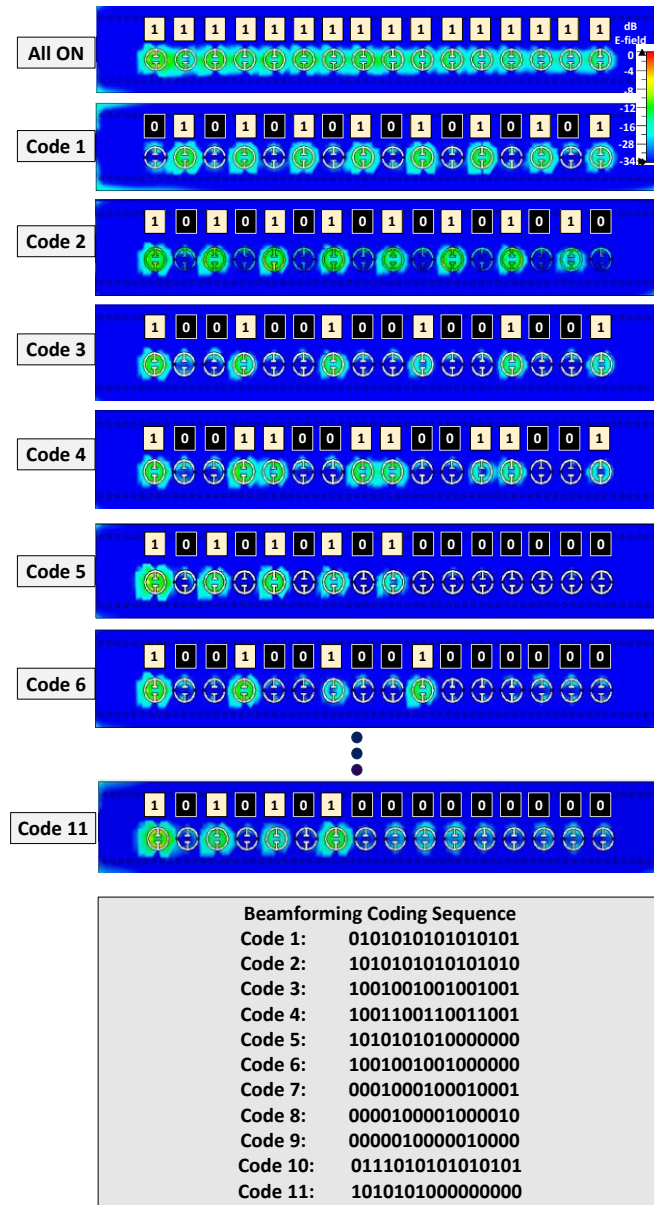 1 1 1 1 1 1 1 1 1 1 1 1 1 1 1 1
All ON
dB
E-field
0
-4
-8
-12
-16
-28
-34
0 1 0 1 0 1 0 1 0 1 0 1 0 1 0 1
Code 1
1 0 1 0 1 0 1 0 1 0 1 0 1 0 1 0
Code 2
1 0 0 1 0 0 1 0 0 1 0 0 1 0 0 1
Code 3
1 0 0 1 1 0 0 1 1 0 0 1 1 0 0 1
Code 4
1 0 1 0 1 0 1 0 1 0 0 0 0 0 0 0
Code 5
1 0 0 1 0 0 1 0 0 1 0 0 0 0 0 0
Code 6
1 0 1 0 1 0 1 0 0 0 0 0 0 0 0 0
Code 11
Beamforming Coding Sequence
Code 1: 0101010101010101
Code 2: 1010101010101010
Code 3: 1001001001001001
Code 4: 1001100110011001
Code 5: 1010101010000000
Code 6: 1001001001000000
Code 7: 0001000100010001
Code 8: 0000100001000010
Code 9: 0000010000010000
Code 10: 0111010101010101
Code 11: 1010101000000000